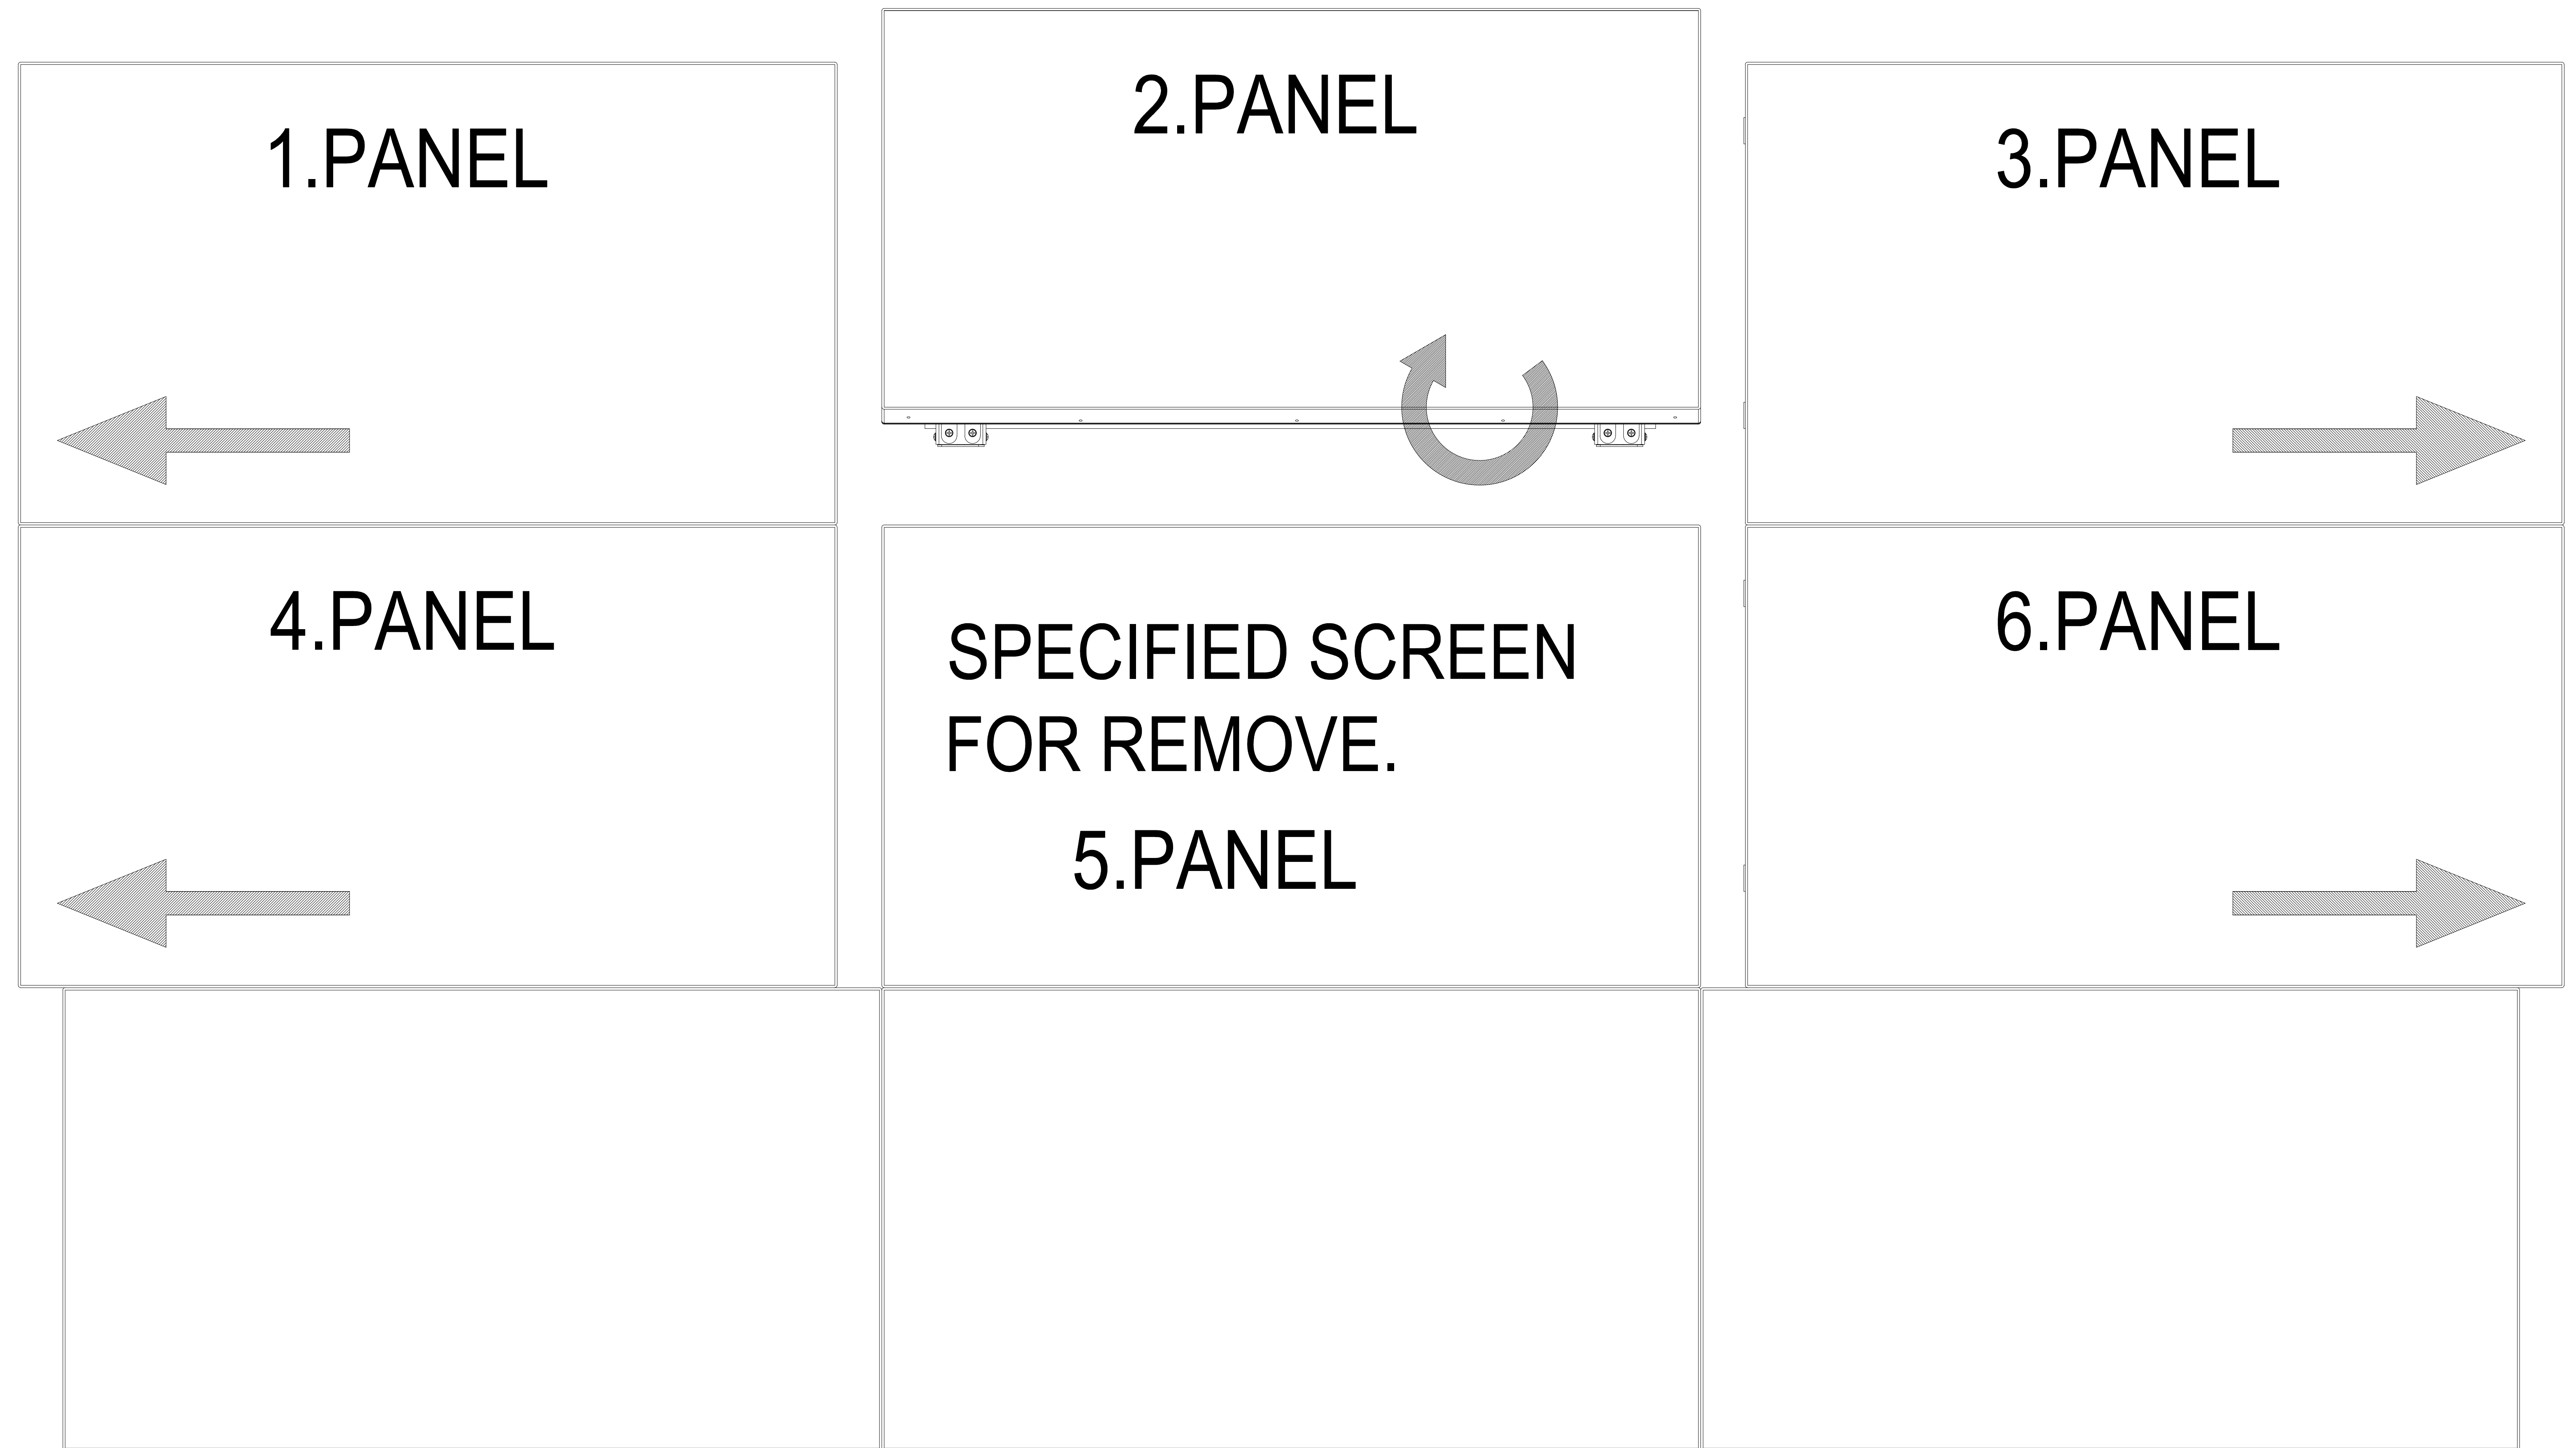 1.PANEL
2.PANEL
3.PANEL
4.PANEL
SPECIFIED SCREEN
FOR REMOVE.
5.PANEL
6.PANEL